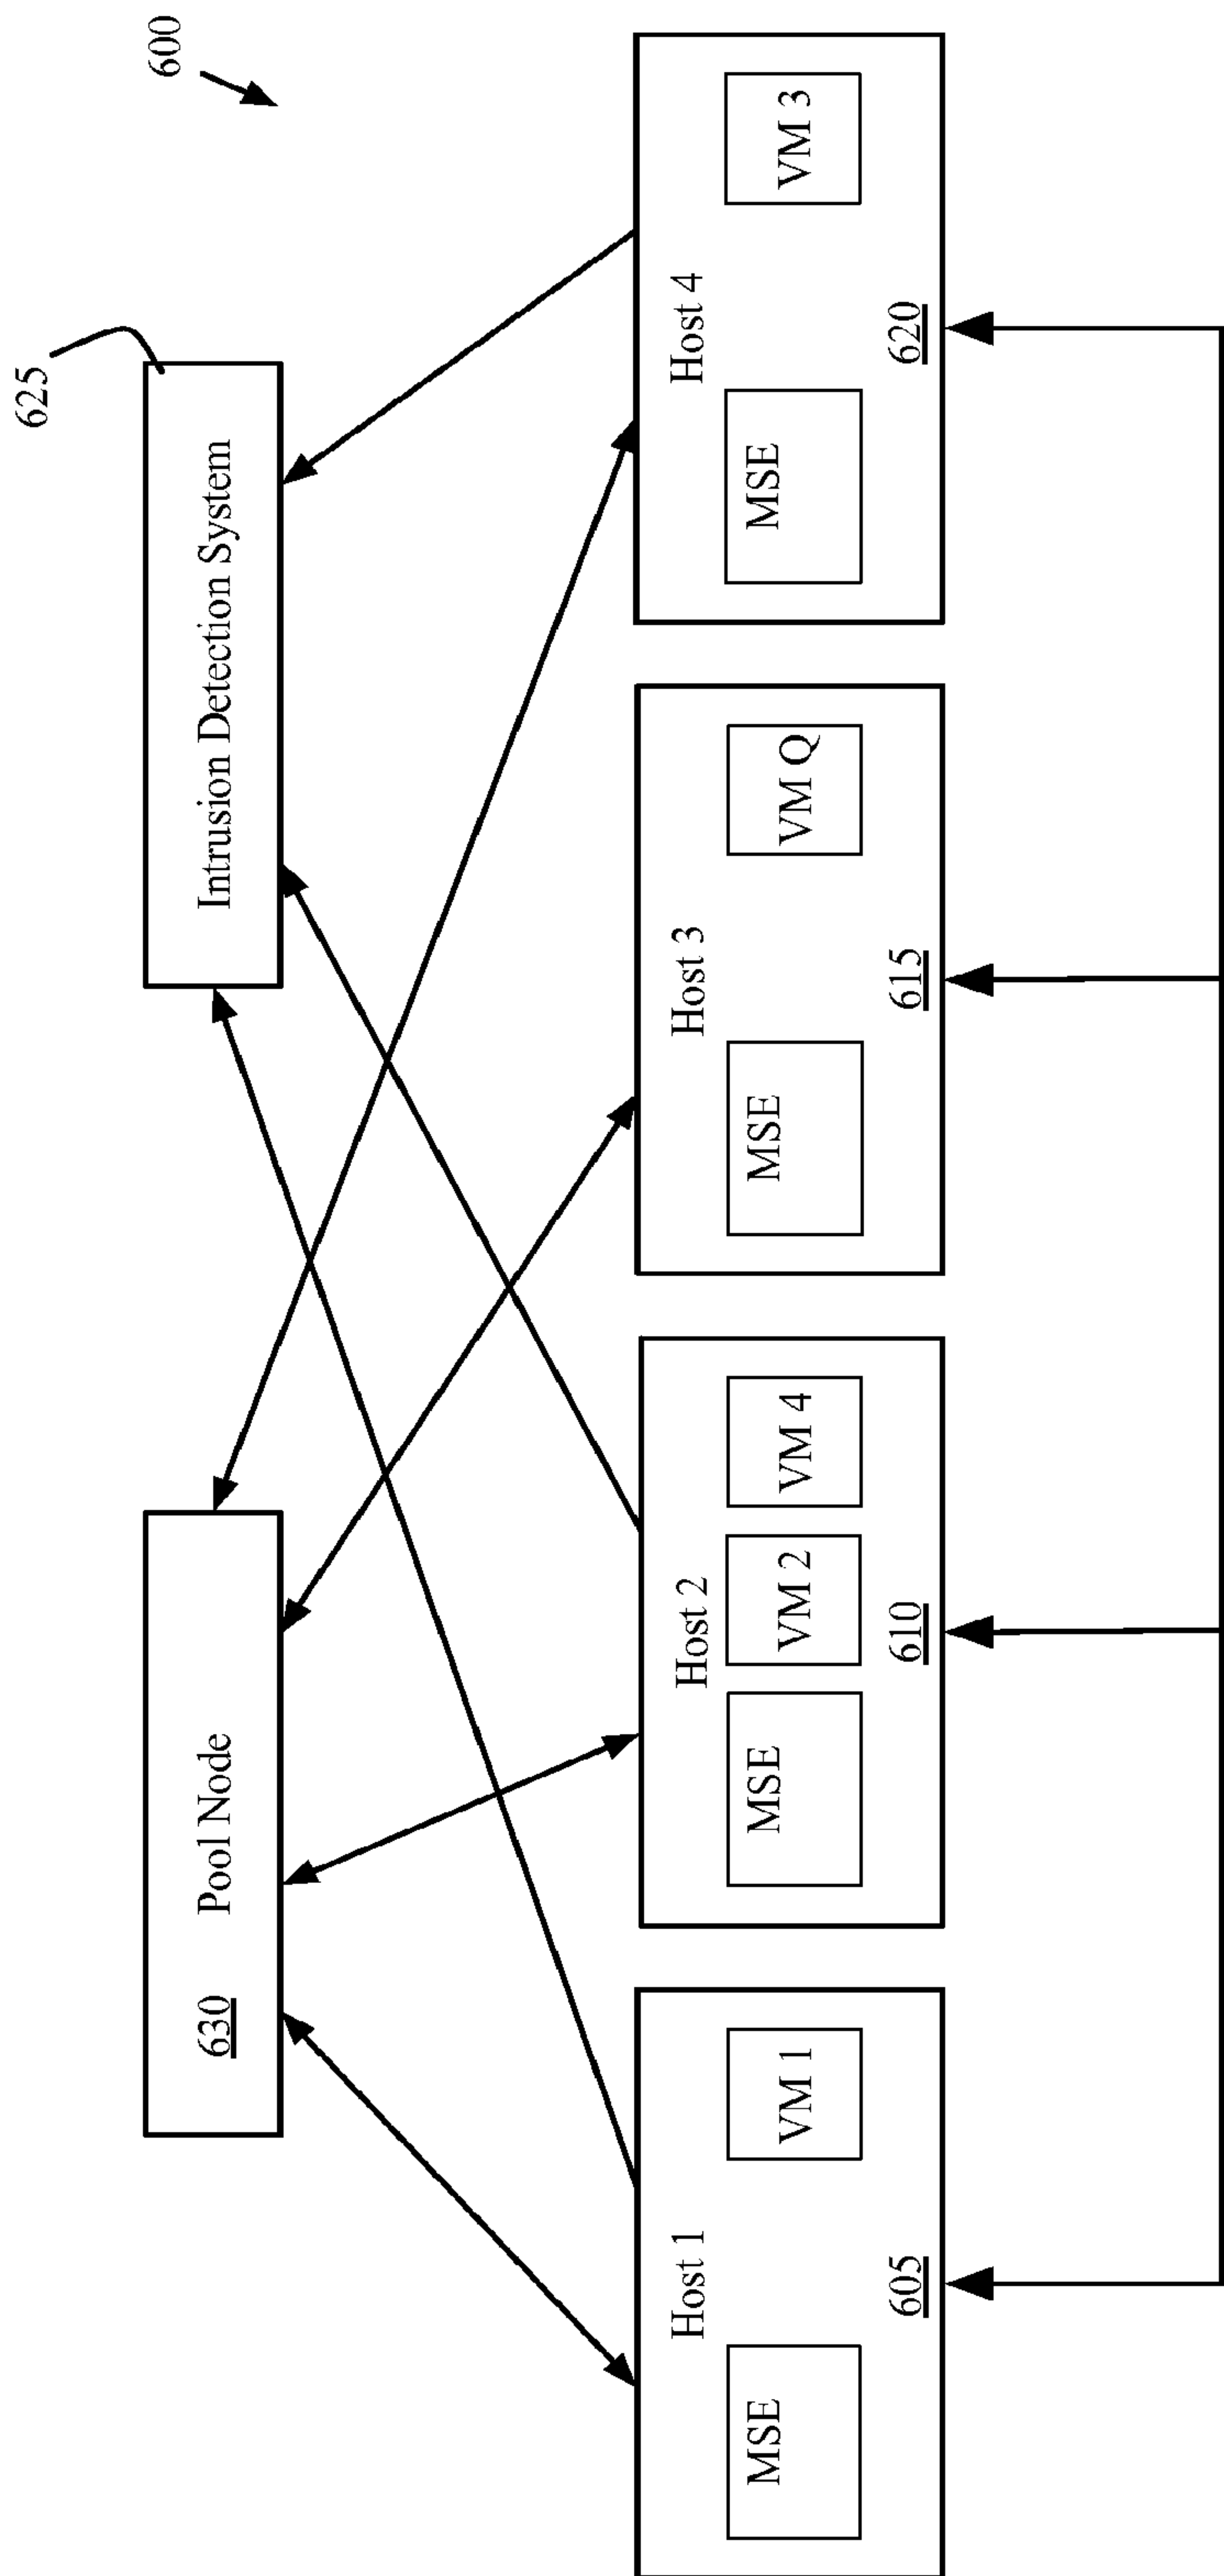 600
625
630
Pool Node
Intrusion Detection System
Host 1
MSE
VM 1
605
Host 2
MSE
VM 2
VM 4
610
Host 3
MSE
VM Q
615
Host 4
MSE
VM 3
620